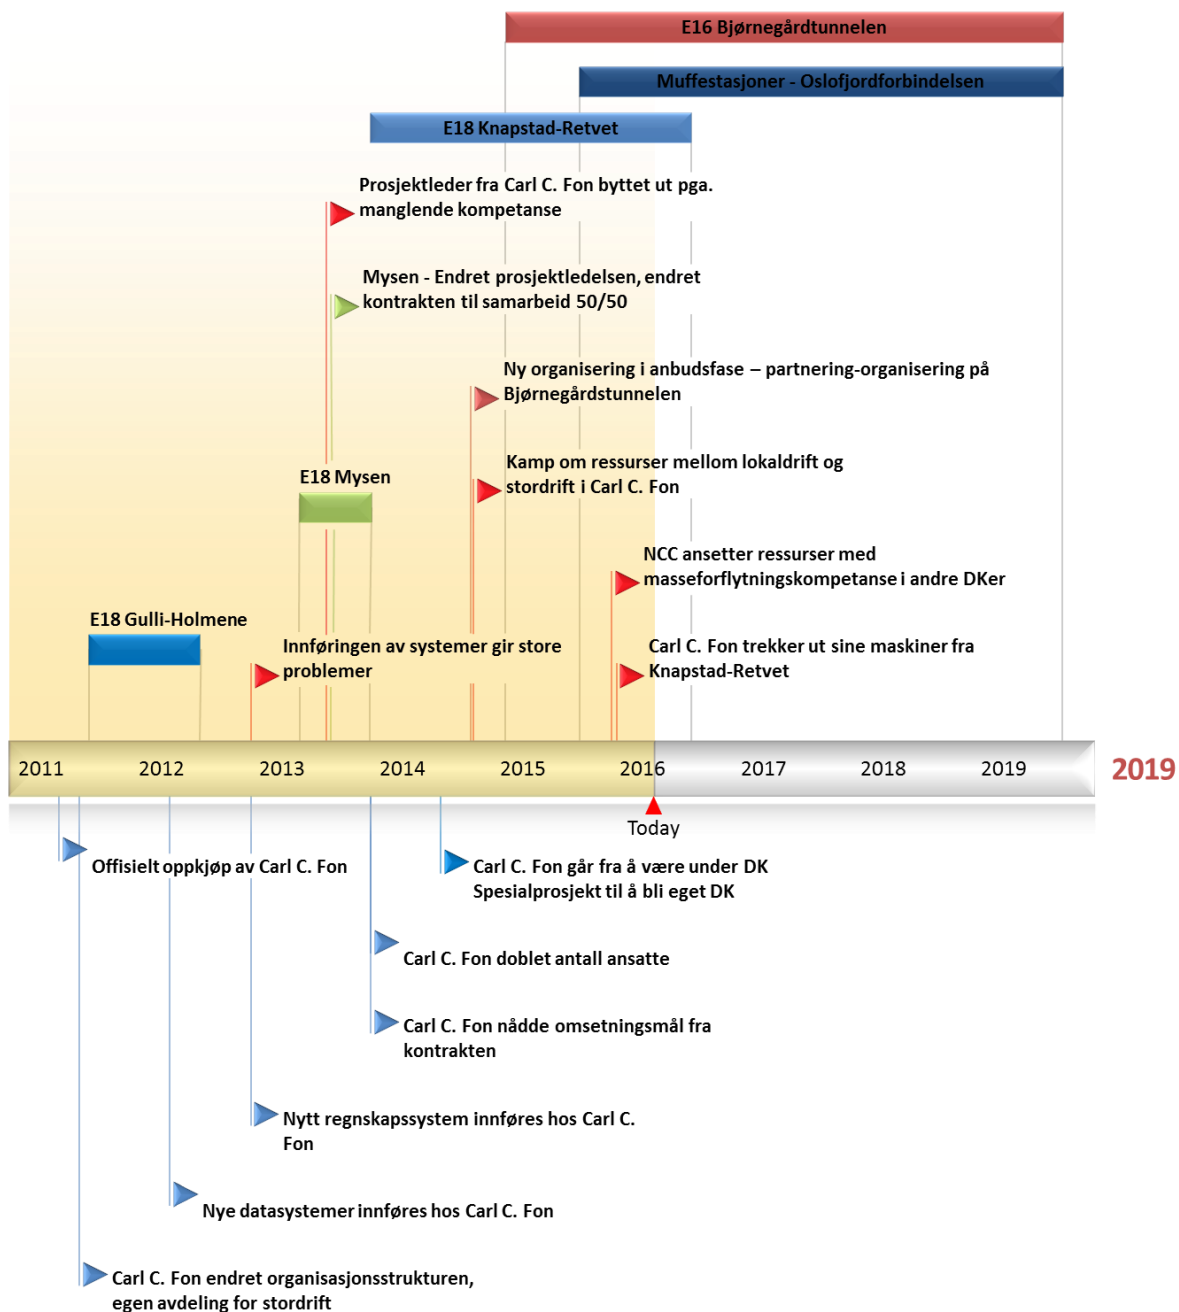 E16 Bjørnegårdtunnelen
Muffestasjoner - Oslofjordforbindelsen
E18 Knapstad-Retvet
Prosjektleder fra Carl C. Fon byttet ut pga.
manglende kompetanse
Mysen - Endret prosjektledelsen, endret
kontrakten til samarbeid 50/50
Ny organisering i anbudsfase – partnering-organisering på
Bjørnegårdstunnelen
Kamp om ressurser mellom lokaldrift og
stordrift i Carl C. Fon
E18 Mysen
NCC ansetter ressurser med
masseforflytningskompetanse i andre DKer
E18 Gulli-Holmene
Innføringen av systemer gir store
problemer
Carl C. Fon trekker ut sine maskiner fra
Knapstad-Retvet
2011 2012 2013 2014 2015 2016 2017 2018 2019
2019
Today
Offisielt oppkjøp av Carl C. Fon
Carl C. Fon går fra å være under DK
Spesialprosjekt til å bli eget DK
Carl C. Fon doblet antall ansatte
Carl C. Fon nådde omsetningsmål fra
kontrakten
Nytt regnskapssystem innføres hos Carl C.
Fon
Nye datasystemer innføres hos Carl C. Fon
Carl C. Fon endret organisasjonsstrukturen,
egen avdeling for stordrift